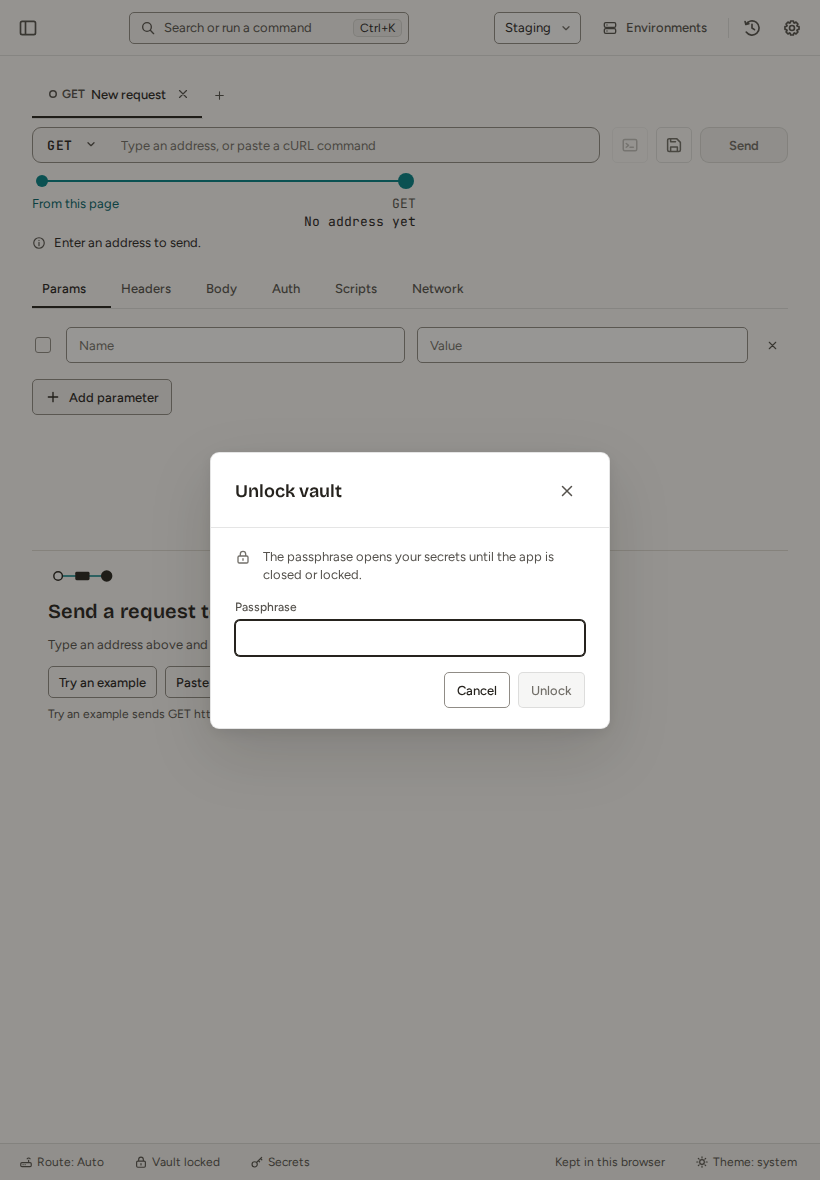 Search or run a command Ctrl+K Staging Environments
GET New request
GET Type an address, or paste a cURL command Send
From this page GET
No address yet
Enter an address to send.
Params Headers Body Auth Scripts Network
Name Value
Add parameter
Unlock vault
The passphrase opens your secrets until the app is
closed or locked.
Passphrase
Cancel Unlock
Send a request t
Type an address above and
Try an example Paste
Try an example sends GET htt
Route: Auto Vault locked Secrets Kept in this browser Theme: system